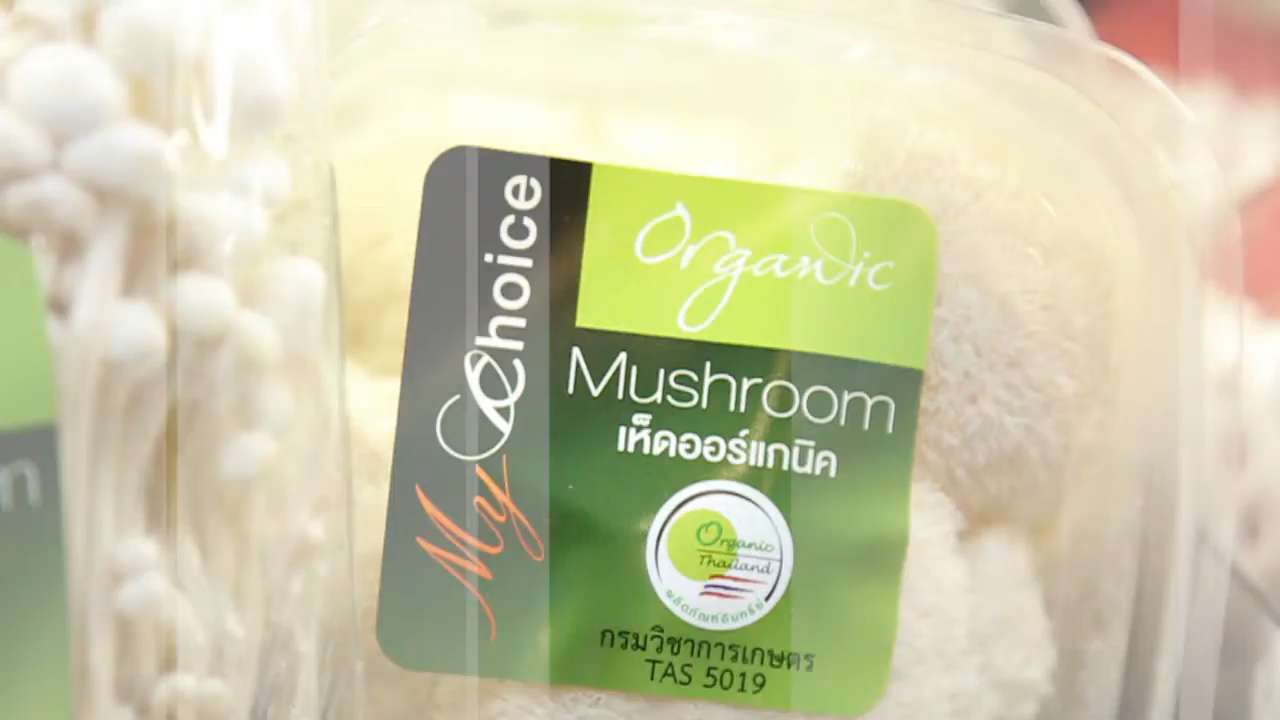 My Choice
Organic
Mushroom
เห็ดออร์แกนิค
Organic
Thailand
ผลิตภัณฑ์อินทรีย์
กรมวิชาการเกษตร
TAS 5019
n